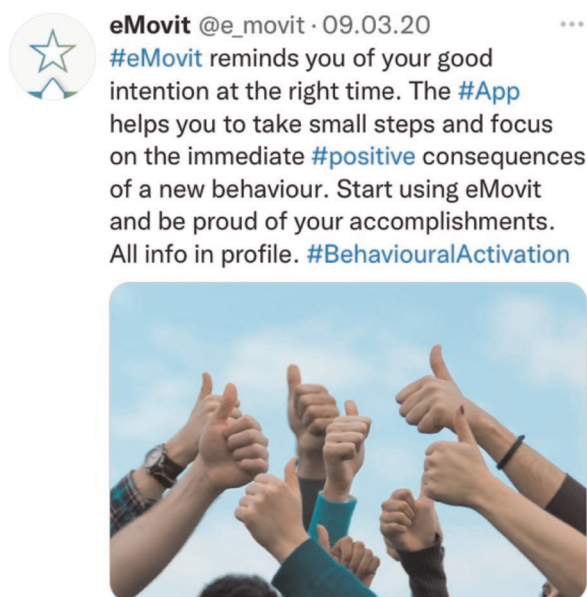 eMovit @e_movit · 09.03.20
#eMovit reminds you of your good
intention at the right time. The #App
helps you to take small steps and focus
on the immediate #positive consequences
of a new behaviour. Start using eMovit
and be proud of your accomplishments.
All info in profile. #BehaviouralActivation